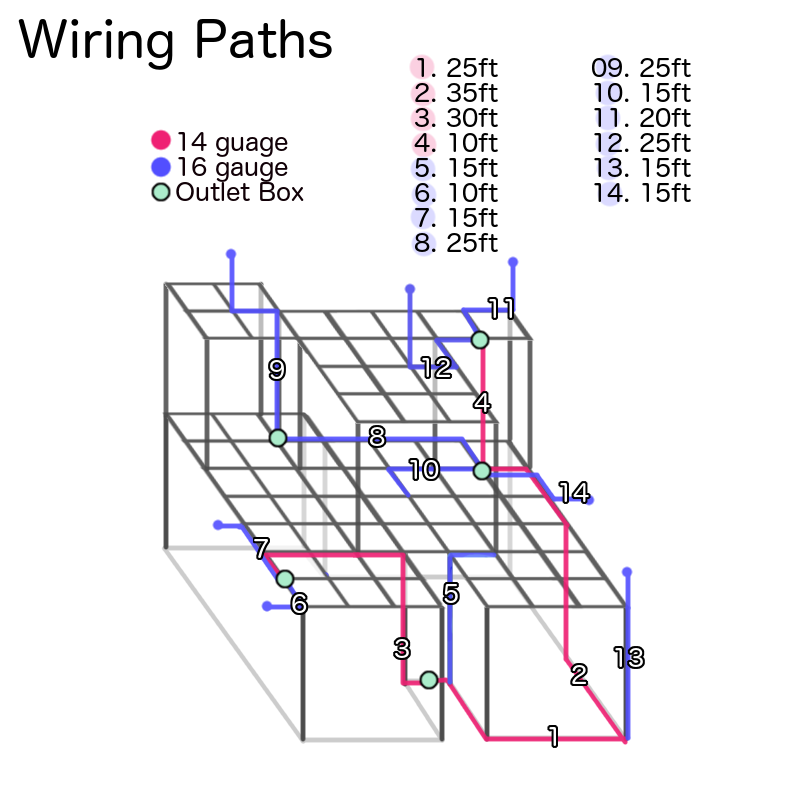 Wiring Paths
14 guage
16 gauge
Outlet Box
1. 25ft
2. 35ft
3. 30ft
4. 10ft
5. 15ft
6. 10ft
7. 15ft
8. 25ft
09. 25ft
10. 15ft
11. 20ft
12. 25ft
13. 15ft
14. 15ft
11
12
9
4
8
10
14
7
5
6
3
13
2
1